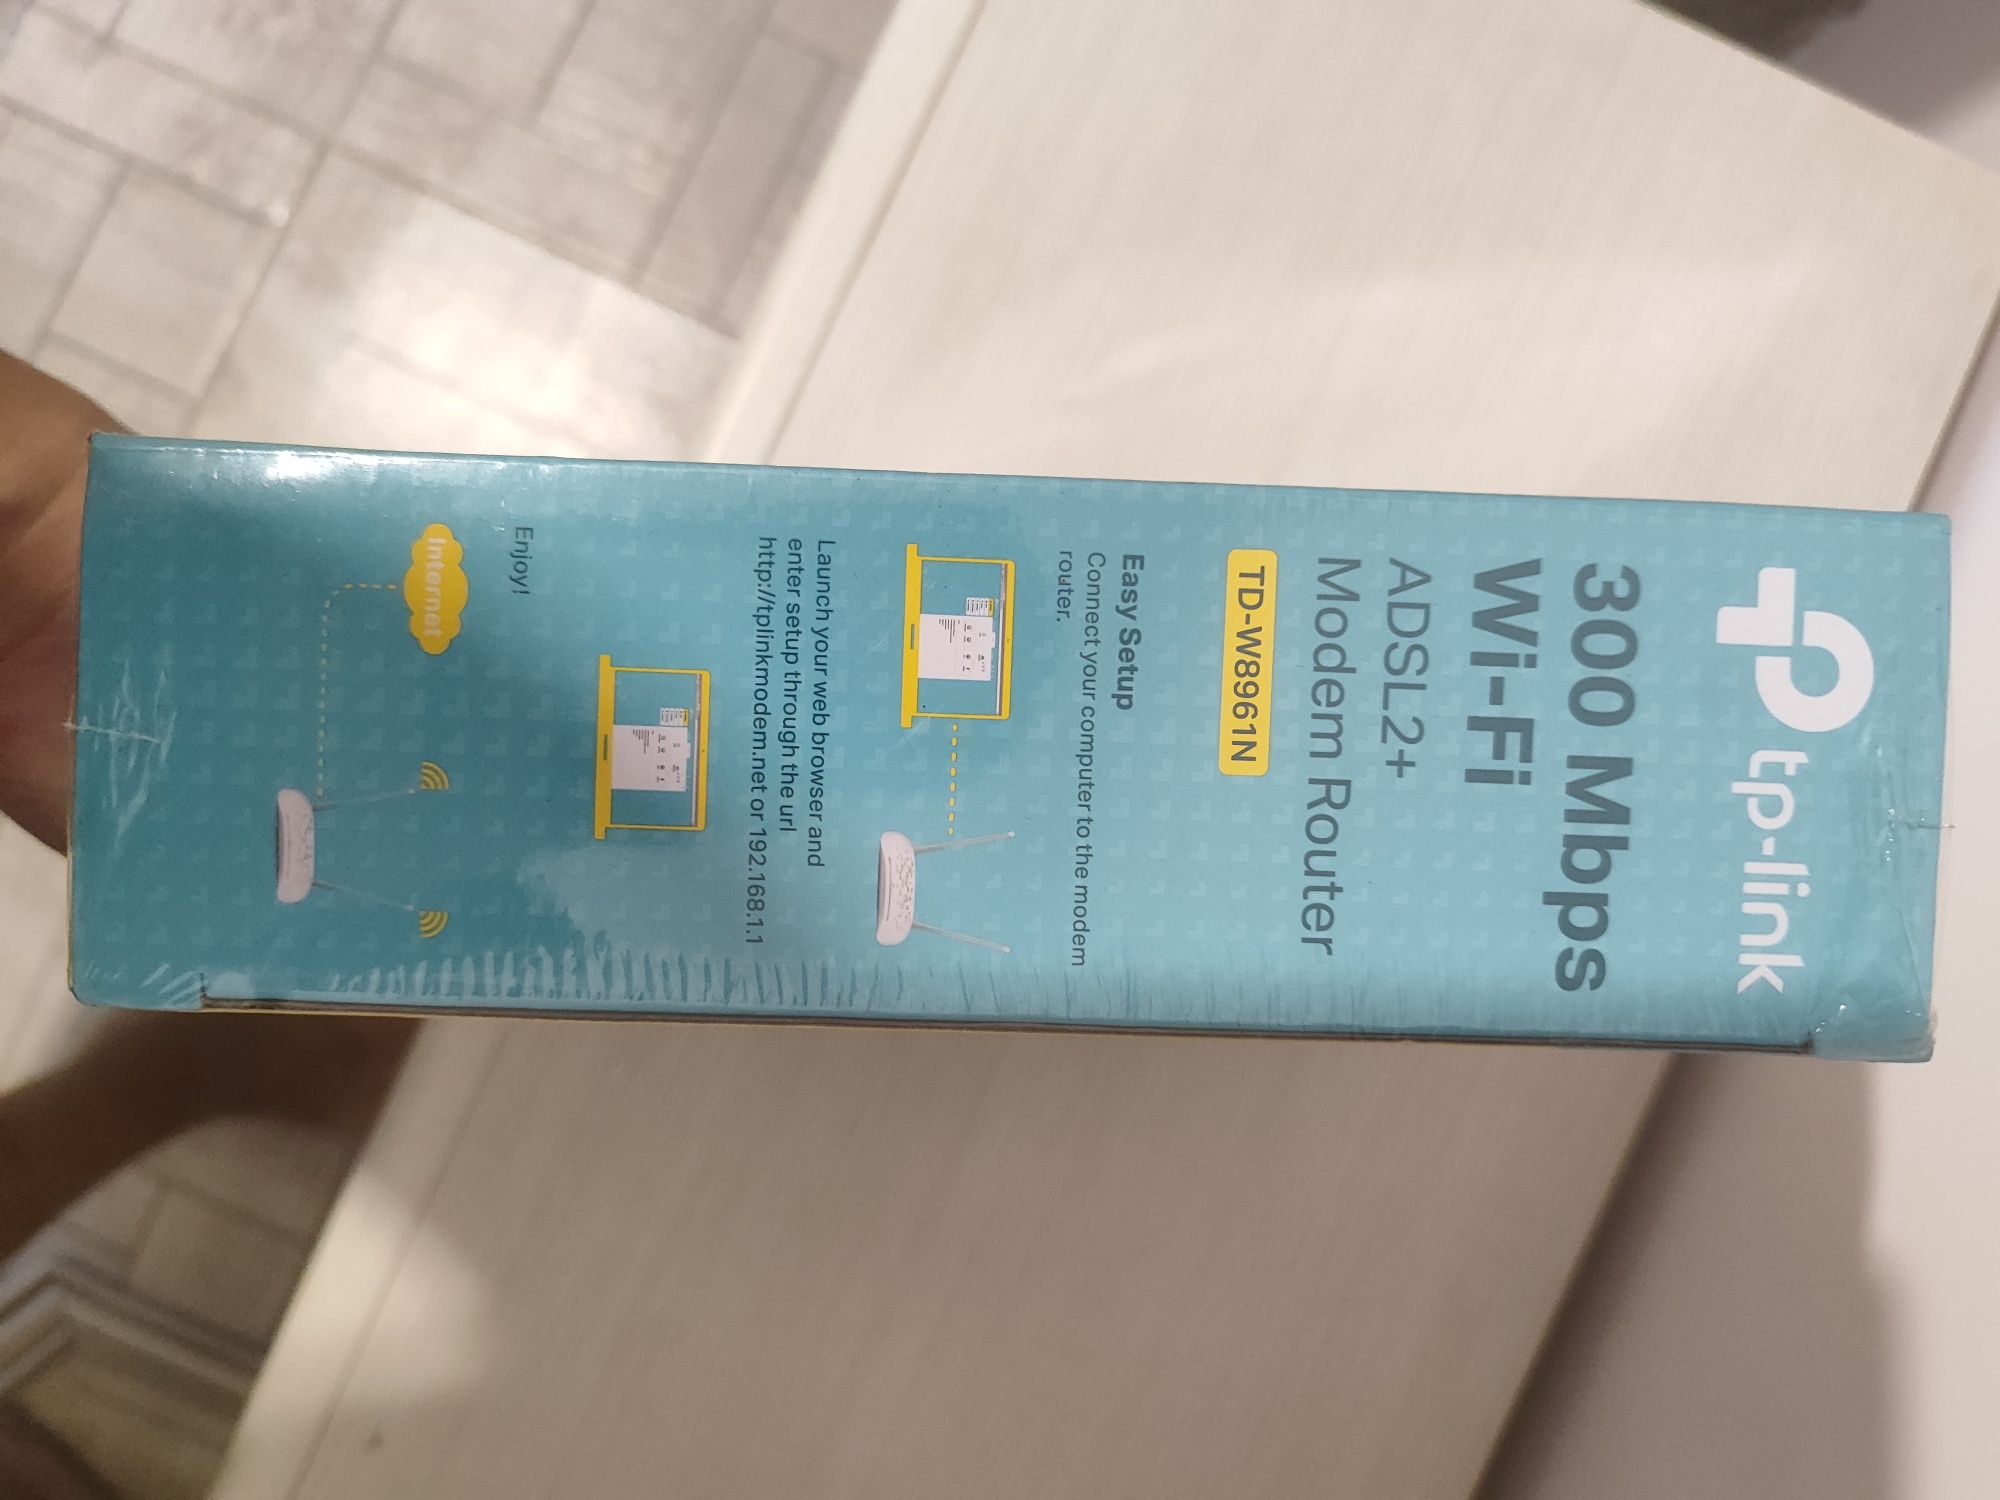 tp-link
300 Mbps
Wi-Fi
ADSL2+
Modem Router
TD-W8961N
Easy Setup
Connect your computer to the modem
router.
Launch your web browser and
enter setup through the url
http://tplinkmodem.net or 192.168.1.1
Enjoy!
Internet